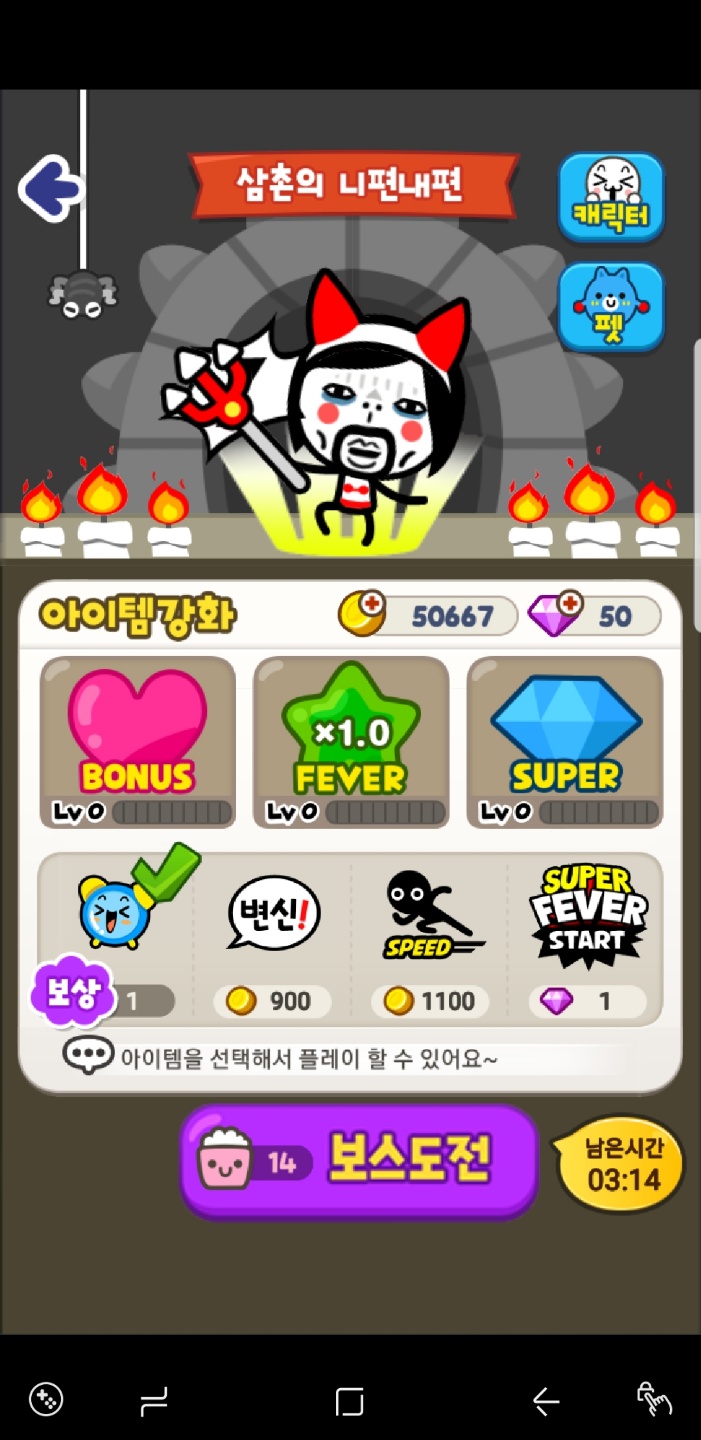 삼촌의 니편내편
캐릭터
펫
아이템강화
50667
50
BONUS
Lv 0
×1.0
FEVER
Lv 0
SUPER
Lv 0
변신!
SPEED
SUPER
FEVER
START
보상
1
900
1100
1
아이템을 선택해서 플레이 할 수 있어요~
14
보스도전
남은시간
03:14